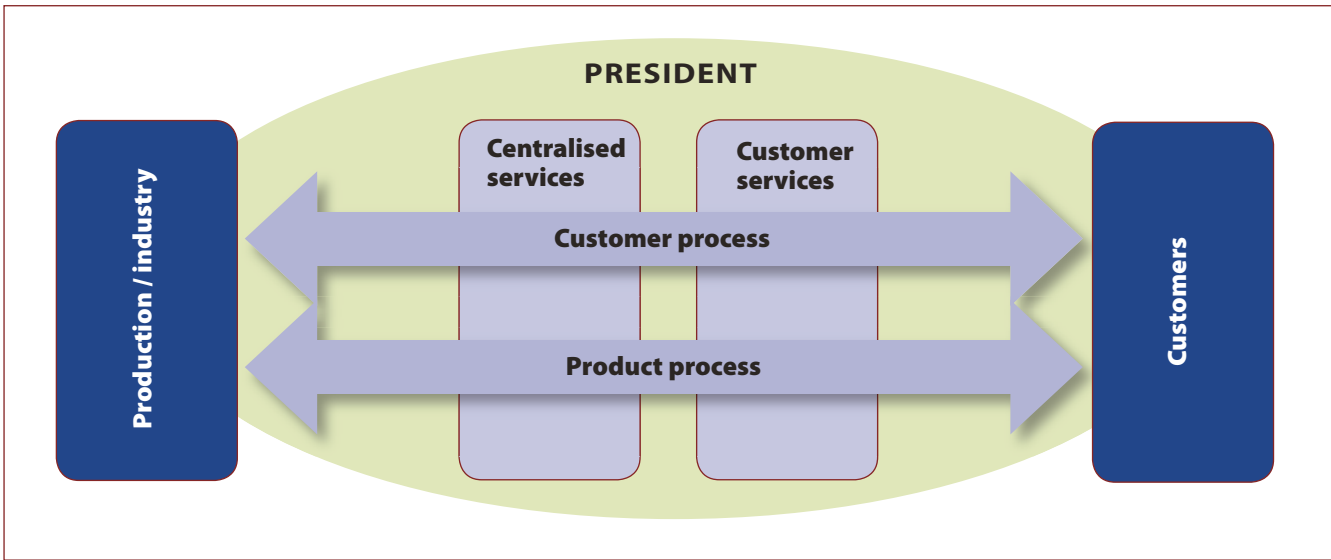 PRESIDENT
Centralised
services
Customer
services
Customer process
Product process
Production / industry
Customers